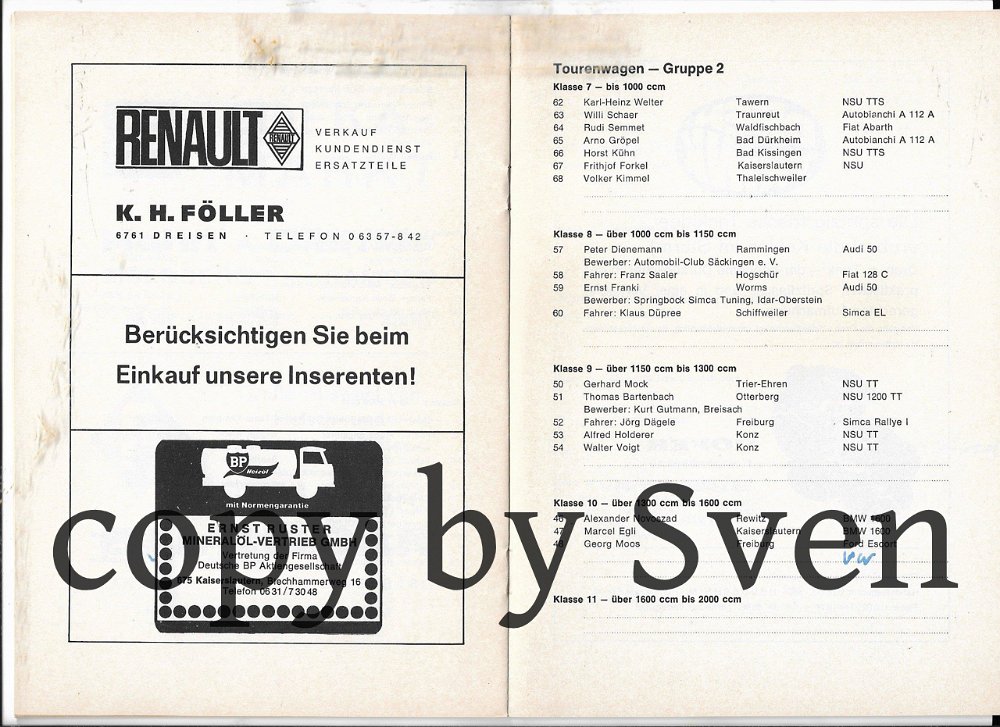 RENAULT
RENAULT
VERKAUF
KUNDENDIENST
ERSATZTEILE
K. H. FÖLLER
6761 DREISEN · TELEFON 06357-842
Berücksichtigen Sie beim
Einkauf unsere Inserenten!
BP
Heizöl
mit Normengarantie
ERNST RUSTER
MINERALÖL-VERTRIEB GMBH
Vertretung der Firma
Deutsche BP Aktiengesellschaft
675 Kaiserslautern, Brechhammerweg 16
Telefon 0631/73048
Tourenwagen – Gruppe 2
Klasse 7 – bis 1000 ccm
62 Karl-Heinz Welter Tawern NSU TTS
63 Willi Schaer Traunreut Autobianchi A 112 A
64 Rudi Semmet Waldfischbach Fiat Abarth
65 Arno Gröpel Bad Dürkheim Autobianchi A 112 A
66 Horst Kühn Bad Kissingen NSU TTS
67 Frithjof Forkel Kaiserslautern NSU
68 Volker Kimmel Thaleischweiler
Klasse 8 – über 1000 ccm bis 1150 ccm
57 Peter Dienemann Rammingen Audi 50
Bewerber: Automobil-Club Säckingen e. V.
58 Fahrer: Franz Saaler Hogschür Fiat 128 C
59 Ernst Franki Worms Audi 50
Bewerber: Springbock Simca Tuning, Idar-Oberstein
60 Fahrer: Klaus Düpree Schiffweiler Simca EL
Klasse 9 – über 1150 ccm bis 1300 ccm
50 Gerhard Mock Trier-Ehren NSU TT
51 Thomas Bartenbach Otterberg NSU 1200 TT
Bewerber: Kurt Gutmann, Breisach
52 Fahrer: Jörg Dägele Freiburg Simca Rallye I
53 Alfred Holderer Konz NSU TT
54 Walter Voigt Konz NSU TT
Klasse 10 – über 1300 ccm bis 1600 ccm
46 Alexander Novoszad Rewitz BMW 1600
47 Marcel Egli Kaiserslautern BMW 1600
48 Georg Moos Freiburg Ford Escort
VW
Klasse 11 – über 1600 ccm bis 2000 ccm
copy by Sven